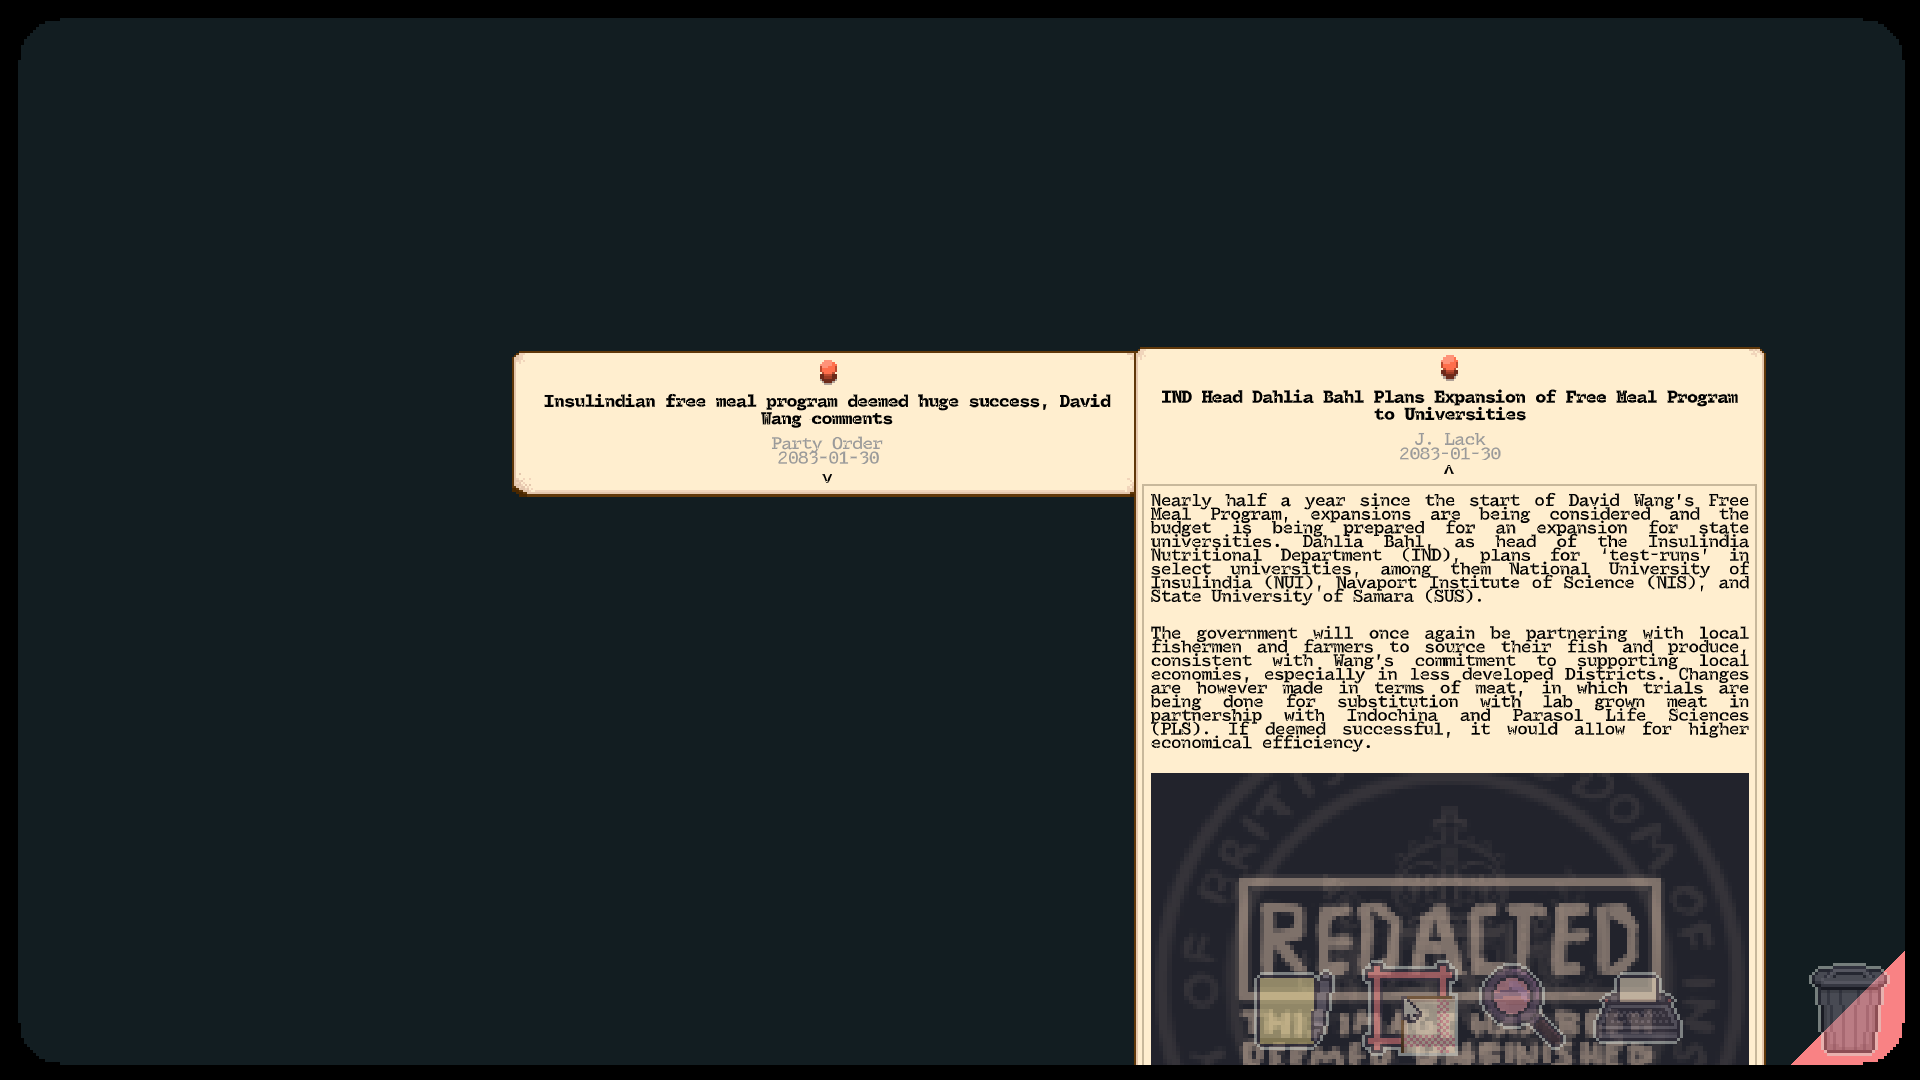 Insulindian free meal program deemed huge success, David
Wang comments
Party Order
2083-01-30
v
IND Head Dahlia Bahl Plans Expansion of Free Meal Program
to Universities
J. Lack
2083-01-30
^
Nearly half a year since the start of David Wang's Free
Meal Program, expansions are being considered and the
budget is being prepared for an expansion for state
universities. Dahlia Bahl, as head of the Insulindia
Nutritional Department (IND), plans for 'test-runs' in
select universities, among them National University of
Insulindia (NUI), Navaport Institute of Science (NIS), and
State University of Samara (SUS).
The government will once again be partnering with local
fishermen and farmers to source their fish and produce,
consistent with Wang's commitment to supporting local
economies, especially in less developed Districts. Changes
are however made in terms of meat, in which trials are
being done for substitution with lab grown meat in
partnership with Indochina and Parasol Life Sciences
(PLS). If deemed successful, it would allow for higher
economical efficiency.
REDACTED